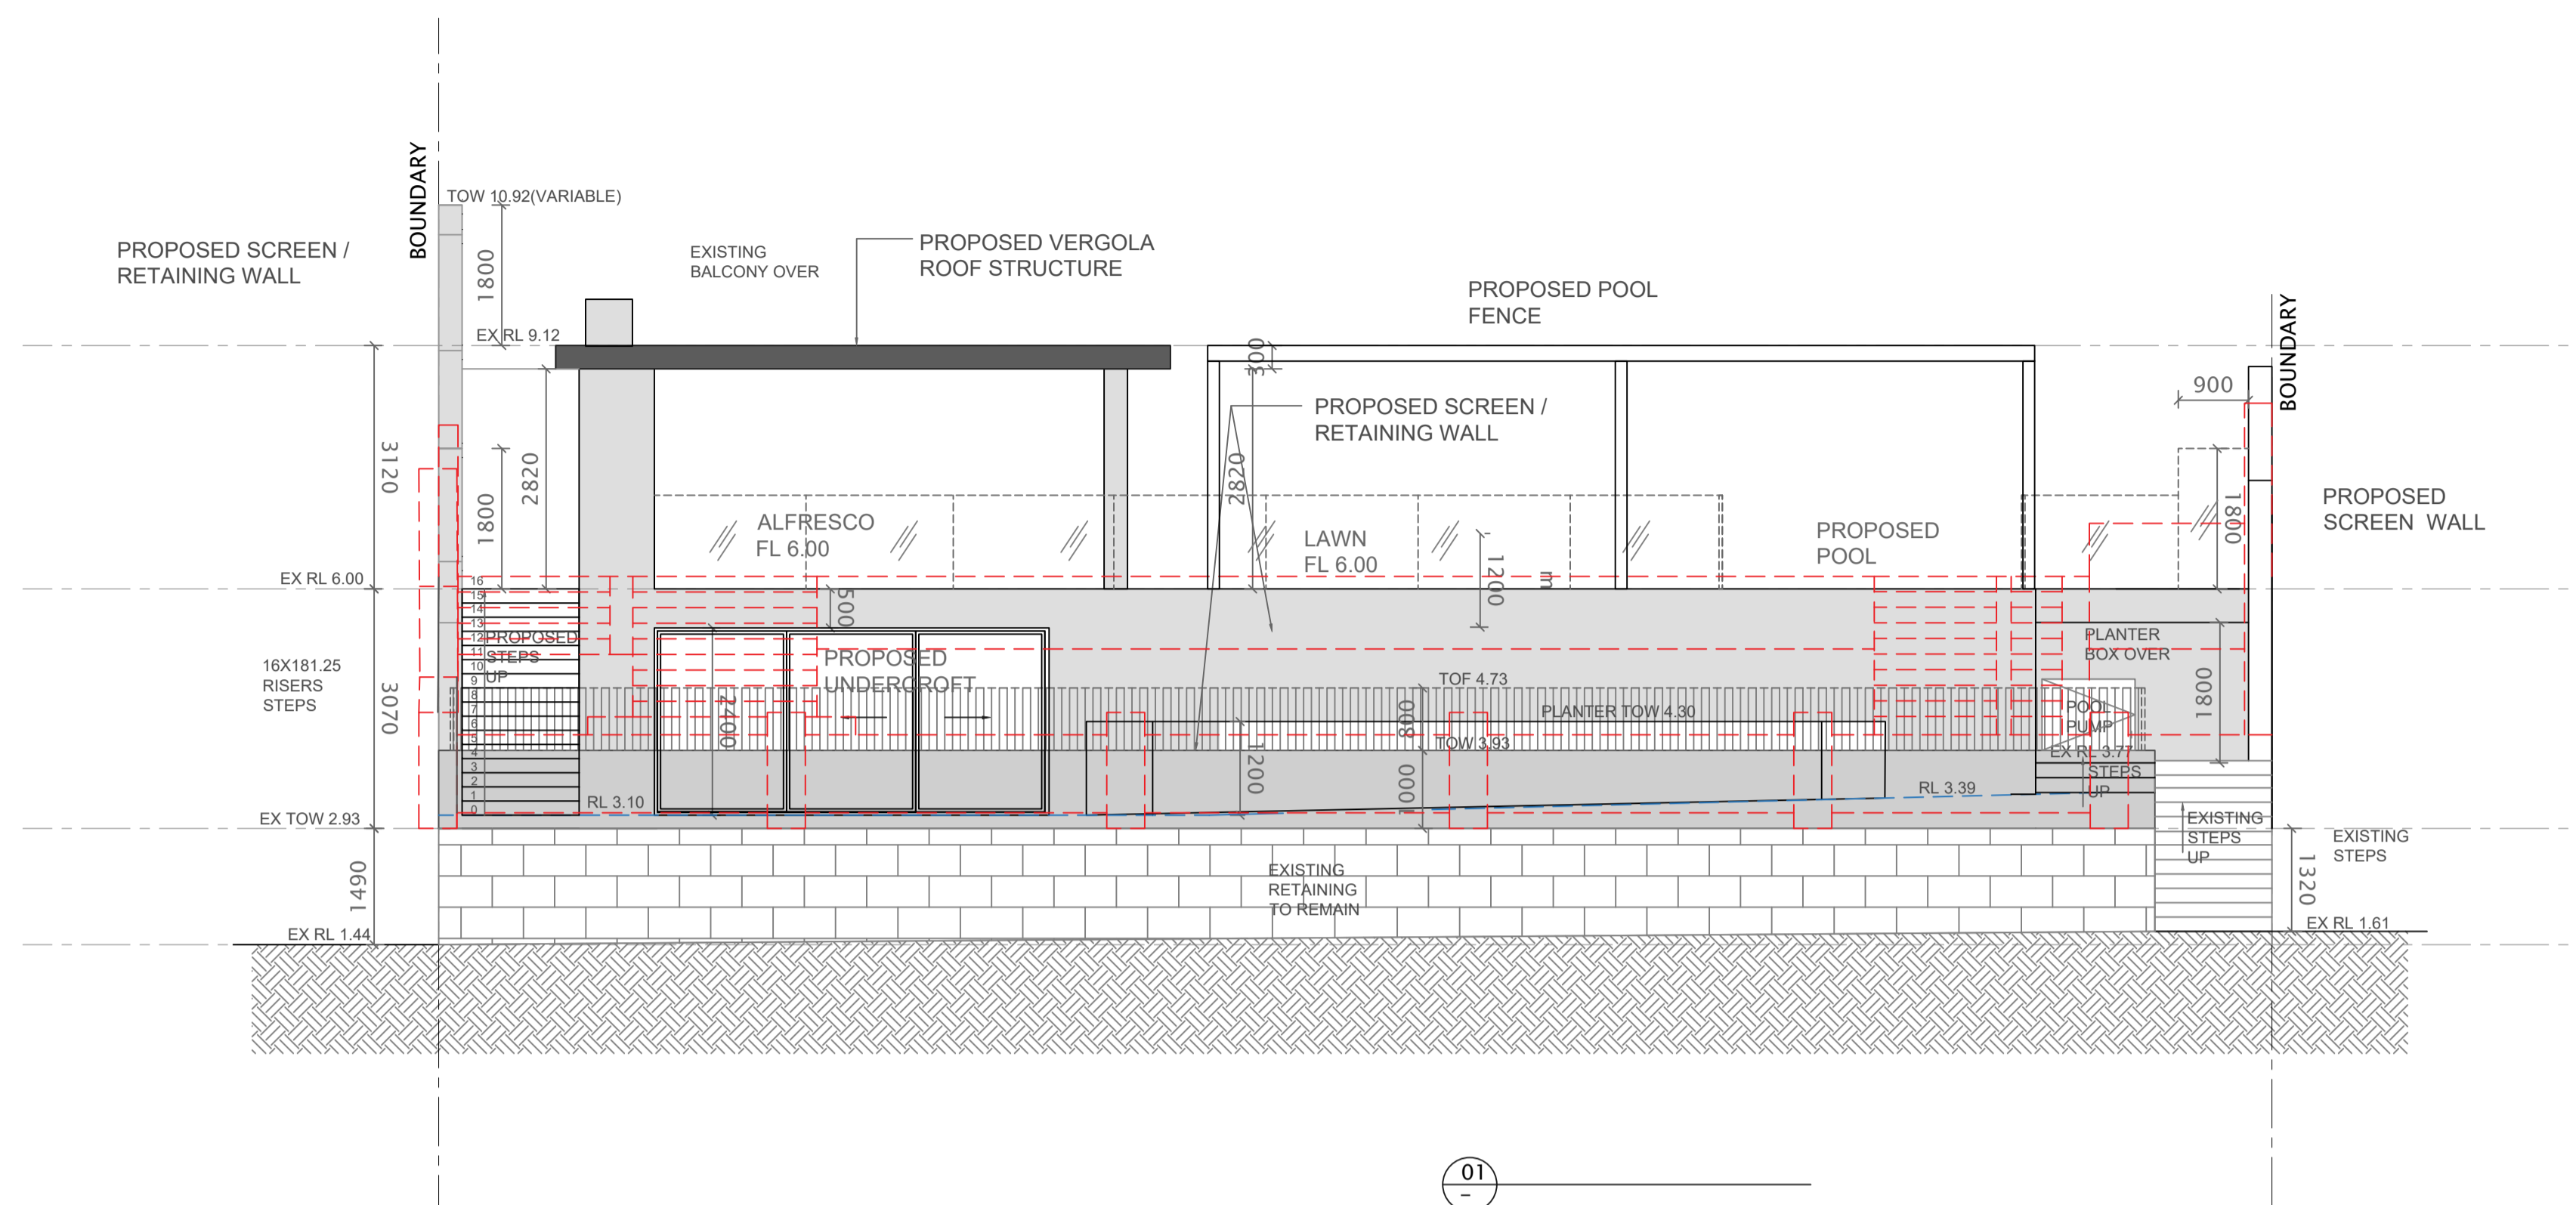 BOUNDARY
TOW 10.92(VARIABLE)
PROPOSED SCREEN /
RETAINING WALL
1800
EXISTING
BALCONY OVER
PROPOSED VERGOLA
ROOF STRUCTURE
PROPOSED POOL
FENCE
BOUNDARY
EX RL 9.12
300
900
PROPOSED SCREEN /
RETAINING WALL
3120
2820
2820
1800
1800
PROPOSED
SCREEN WALL
ALFRESCO
FL 6.00
LAWN
FL 6.00
PROPOSED
POOL
1200
m
EX RL 6.00
16
15
14
13
12
11
10
9
8
7
6
5
4
3
2
1
0
500
PROPOSED
STEPS
UP
16X181.25
RISERS
STEPS
3070
PROPOSED
UNDERCROFT
2400
TOF 4.73
PLANTER TOW 4.30
800
TOW 3.93
1200
1000
PLANTER
BOX OVER
1800
POOL
PUMP
EX RL 3.77
STEPS
UP
RL 3.10
RL 3.39
EX TOW 2.93
EXISTING
STEPS
UP
EXISTING
STEPS
1490
1320
EXISTING
RETAINING
TO REMAIN
EX RL 1.44
EX RL 1.61
01
–